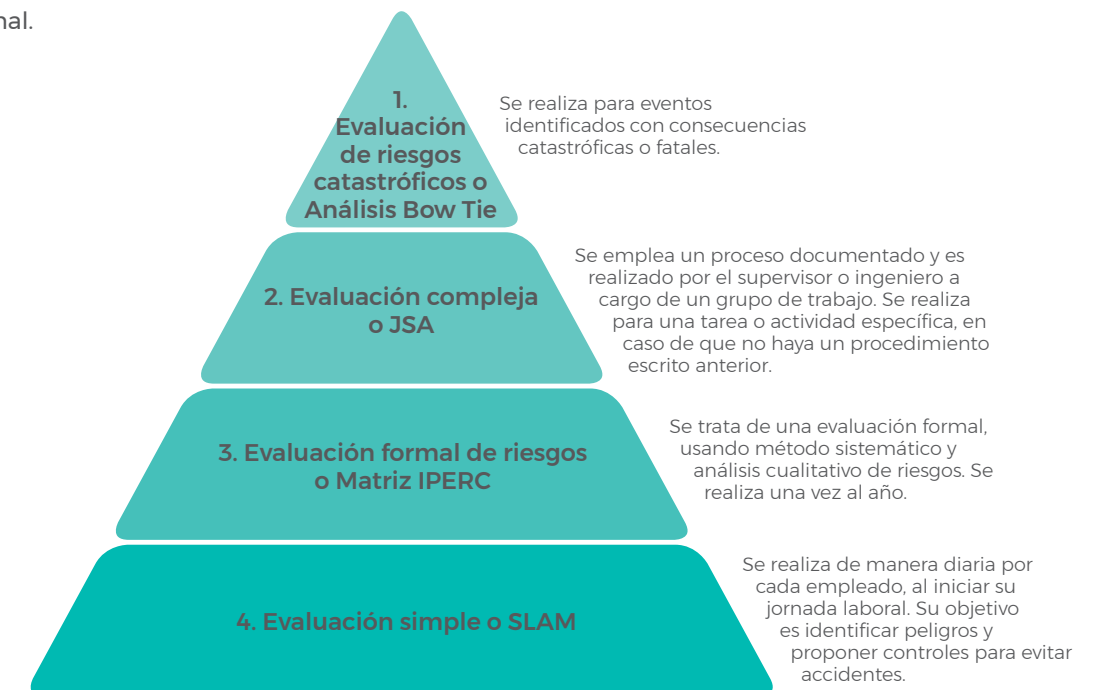 nal.
1.
Evaluación
de riesgos
catastróficos o
Análisis Bow Tie
Se realiza para eventos
identificados con consecuencias
catastróficas o fatales.
2. Evaluación compleja
o JSA
Se emplea un proceso documentado y es
realizado por el supervisor o ingeniero a
cargo de un grupo de trabajo. Se realiza
para una tarea o actividad específica, en
caso de que no haya un procedimiento
escrito anterior.
3. Evaluación formal de riesgos
o Matriz IPERC
Se trata de una evaluación formal,
usando método sistemático y
análisis cualitativo de riesgos. Se
realiza una vez al año.
4. Evaluación simple o SLAM
Se realiza de manera diaria por
cada empleado, al iniciar su
jornada laboral. Su objetivo
es identificar peligros y
proponer controles para evitar
accidentes.